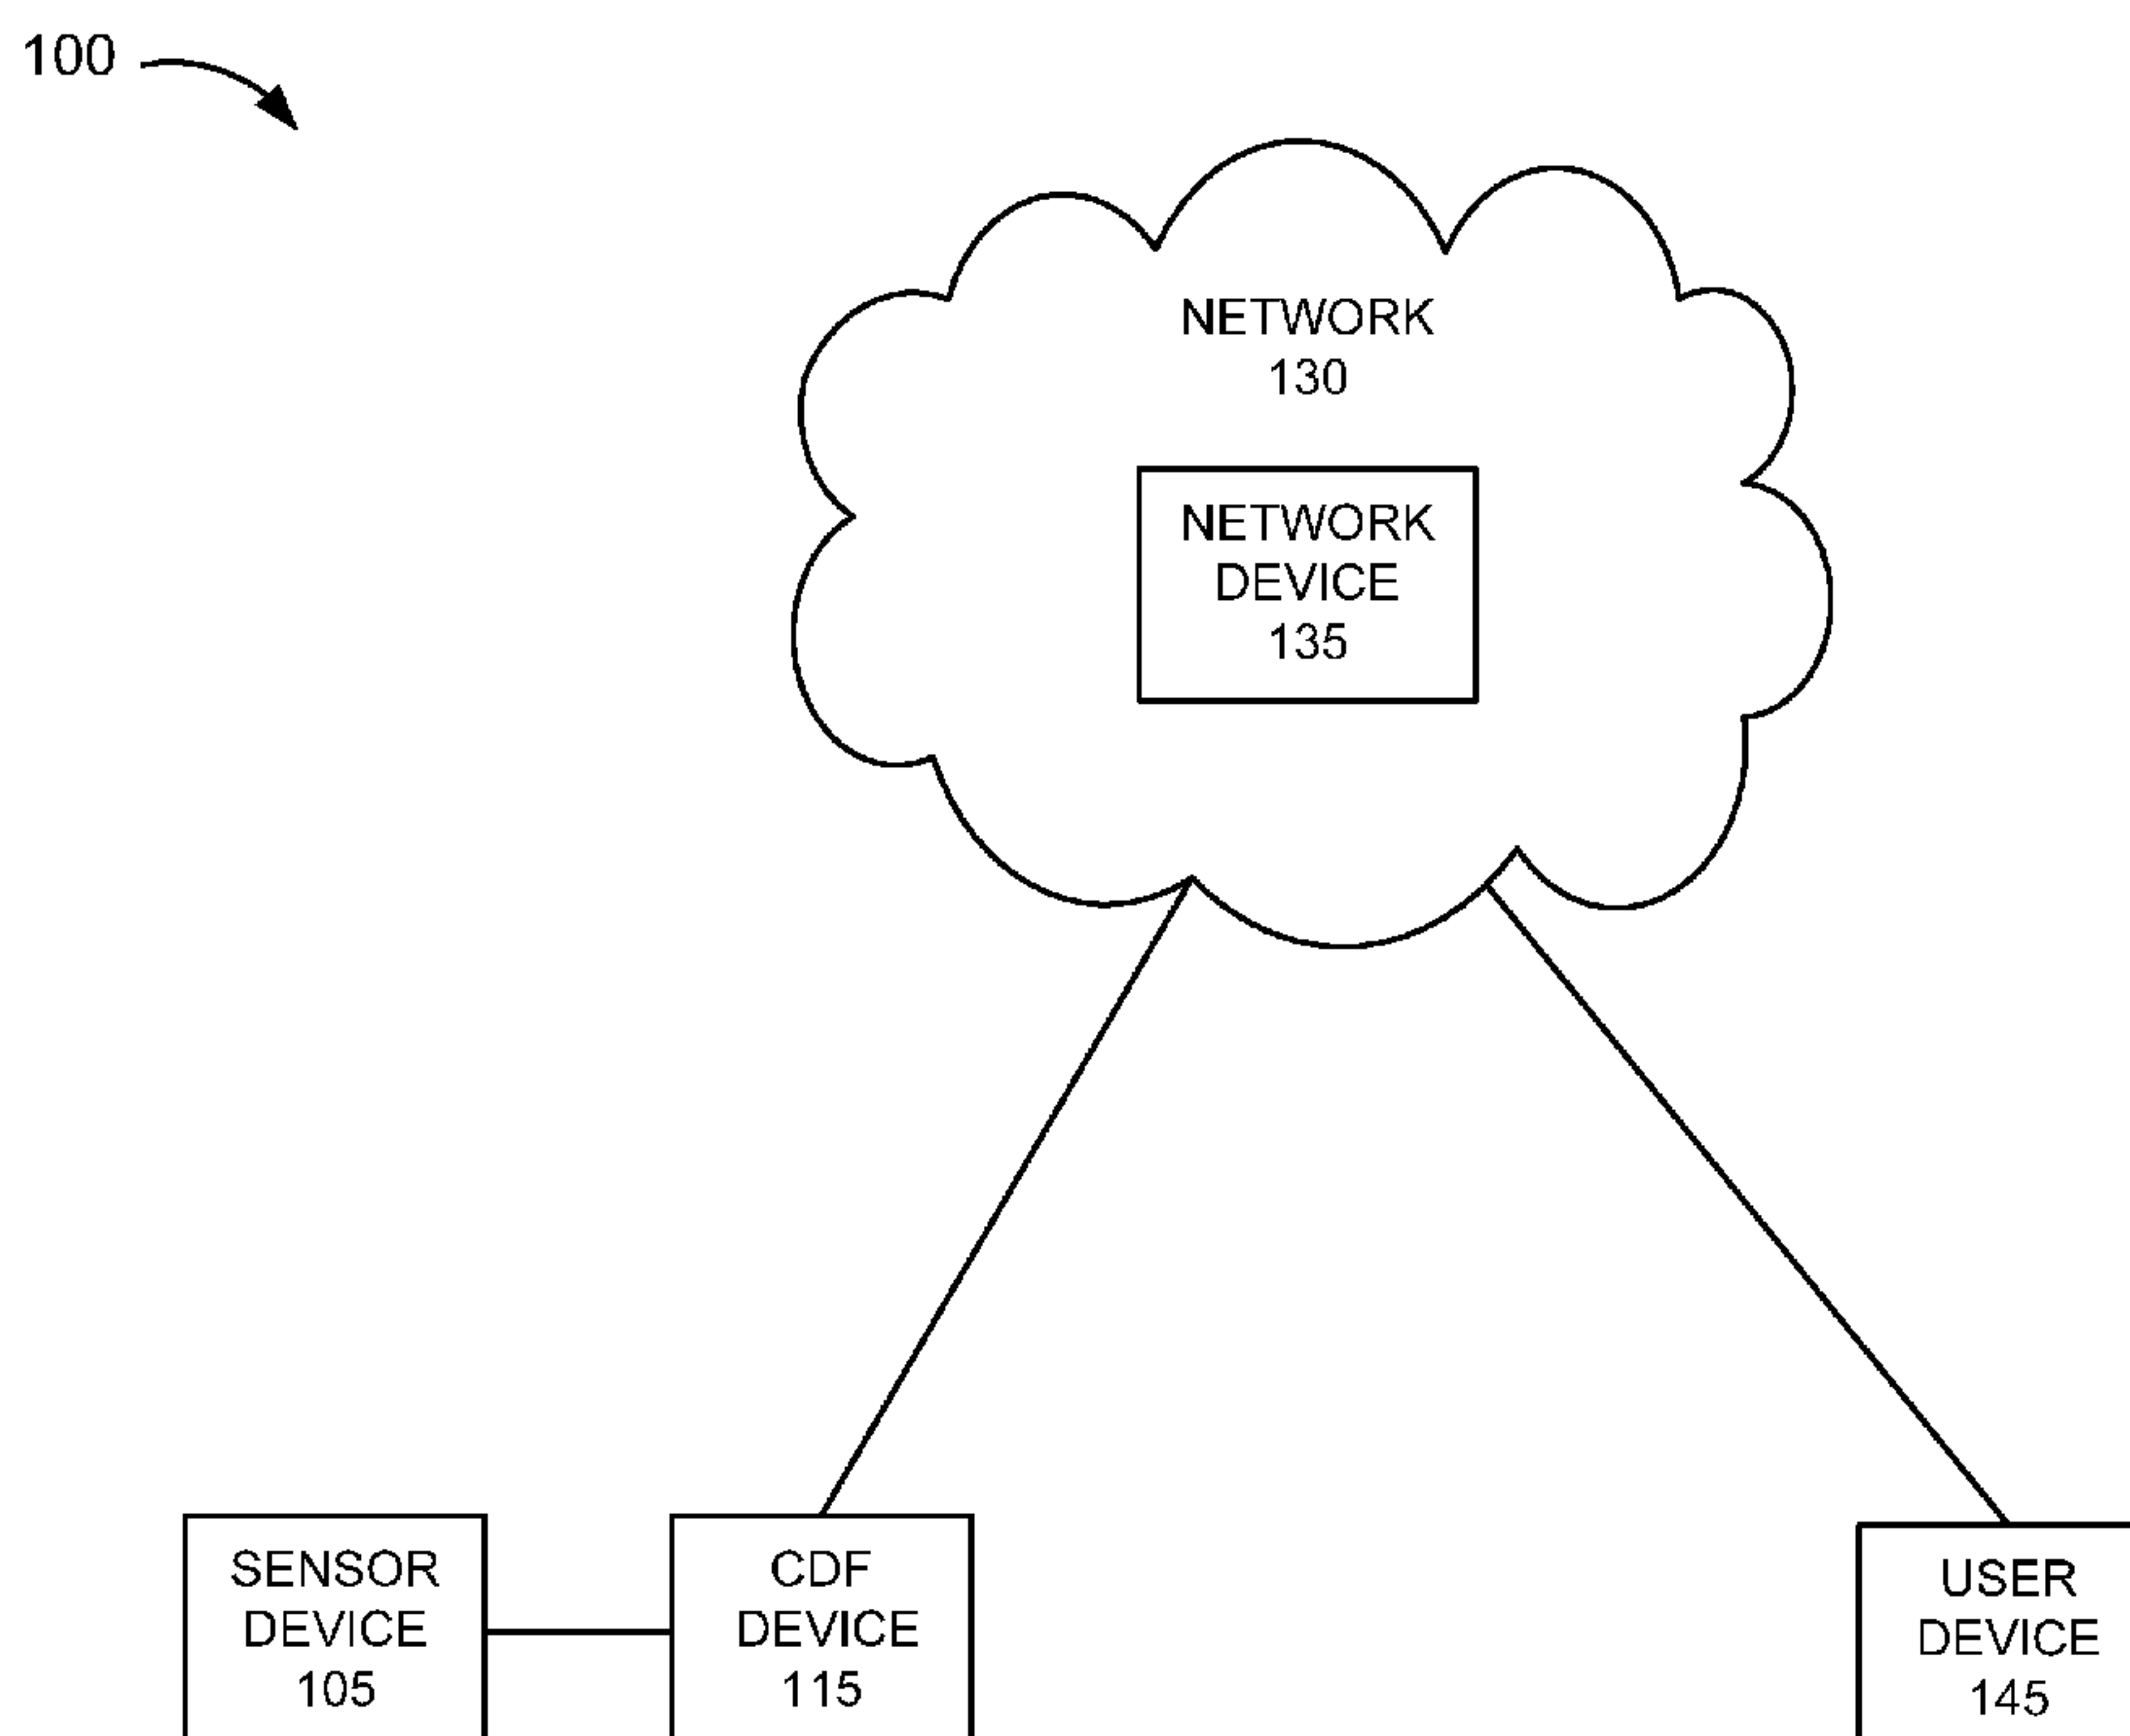 100
NETWORK
130
NETWORK
DEVICE
135
SENSOR
DEVICE
105
CDF
DEVICE
115
USER
DEVICE
145